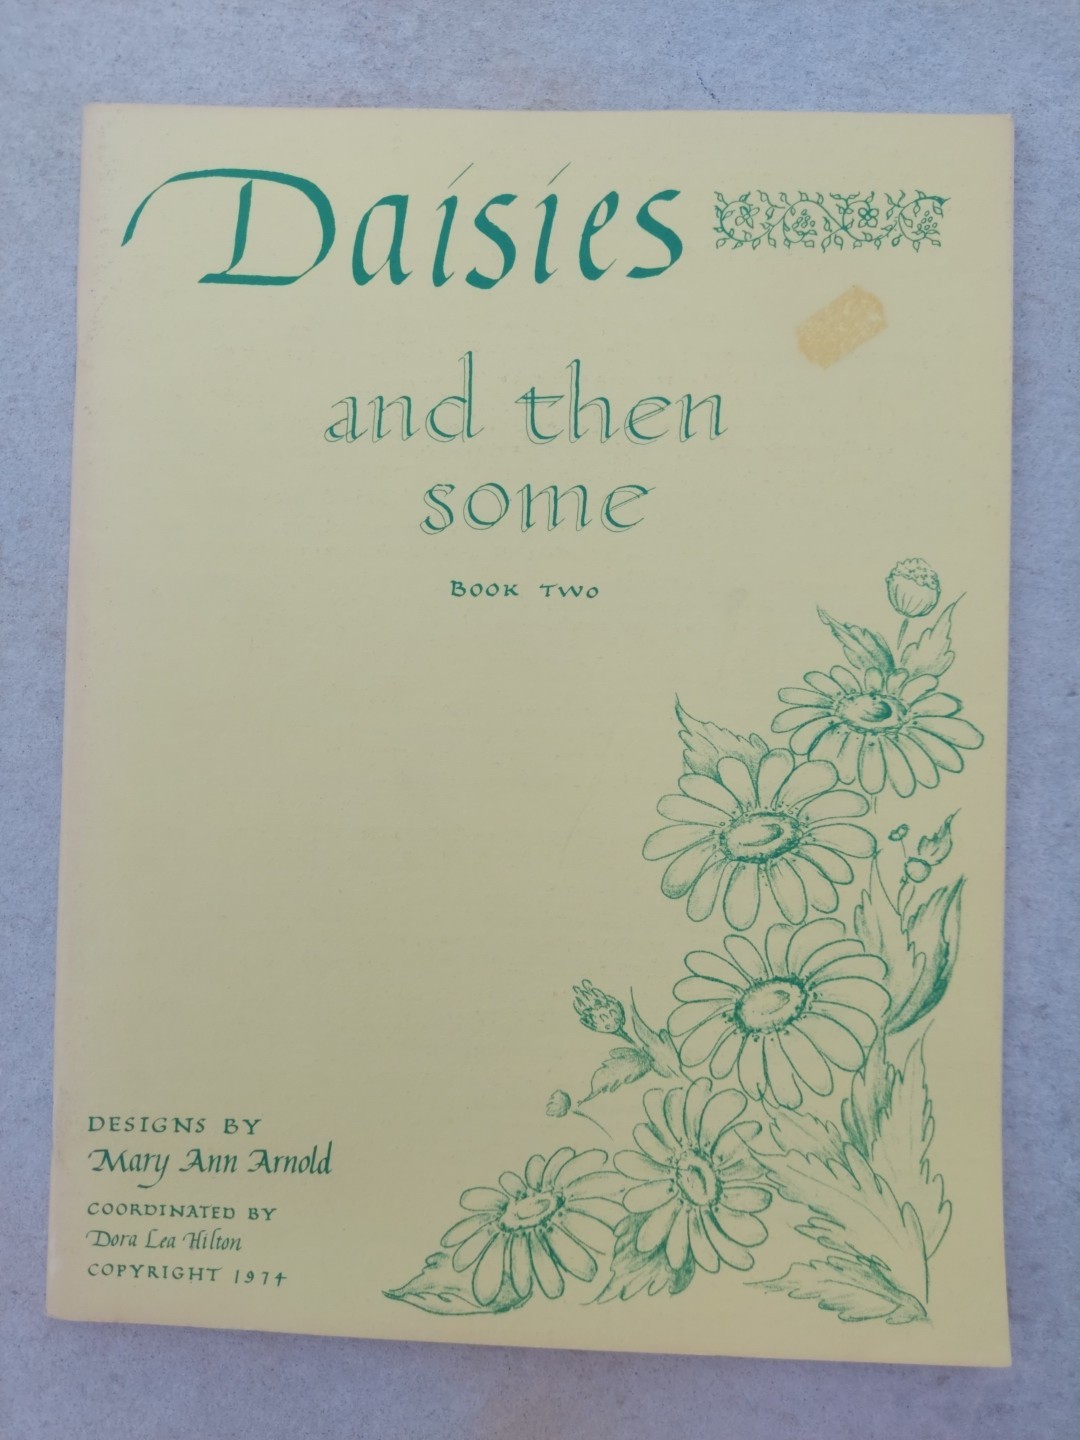 Daisies
and then
some
BOOK TWO
DESIGNS BY
Mary Ann Arnold
COORDINATED BY
Dora Lea Hilton
COPYRIGHT 1974